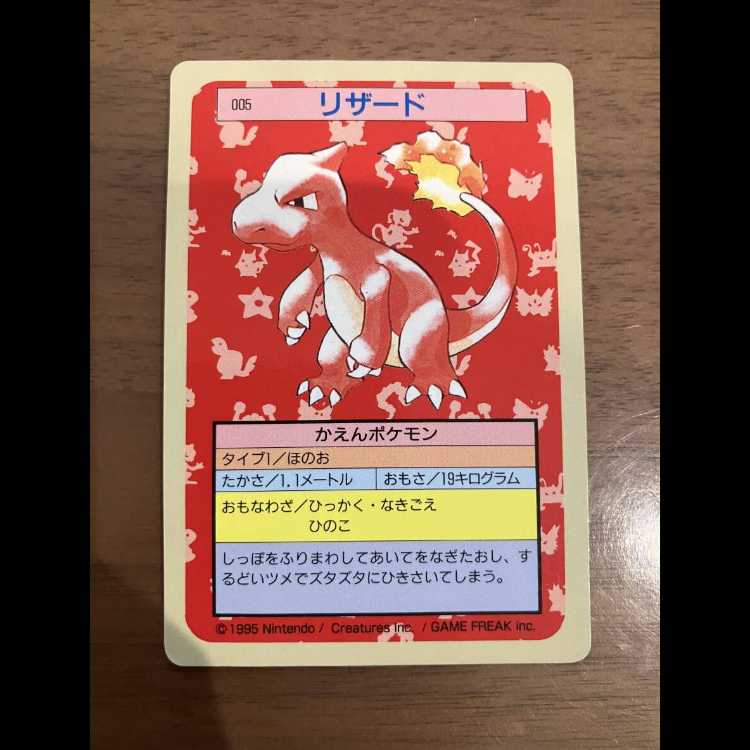 005 リザード
かえんポケモン
タイプ1／ほのお
たかさ／1.1メートル おもさ／19キログラム
おもなわざ／ひっかく・なきごえ
ひのこ
しっぽをふりまわしてあいてをなぎたおし、す
るどいツメでズタズタにひきさいてしまう。
©1995 Nintendo / Creatures inc. / GAME FREAK inc.